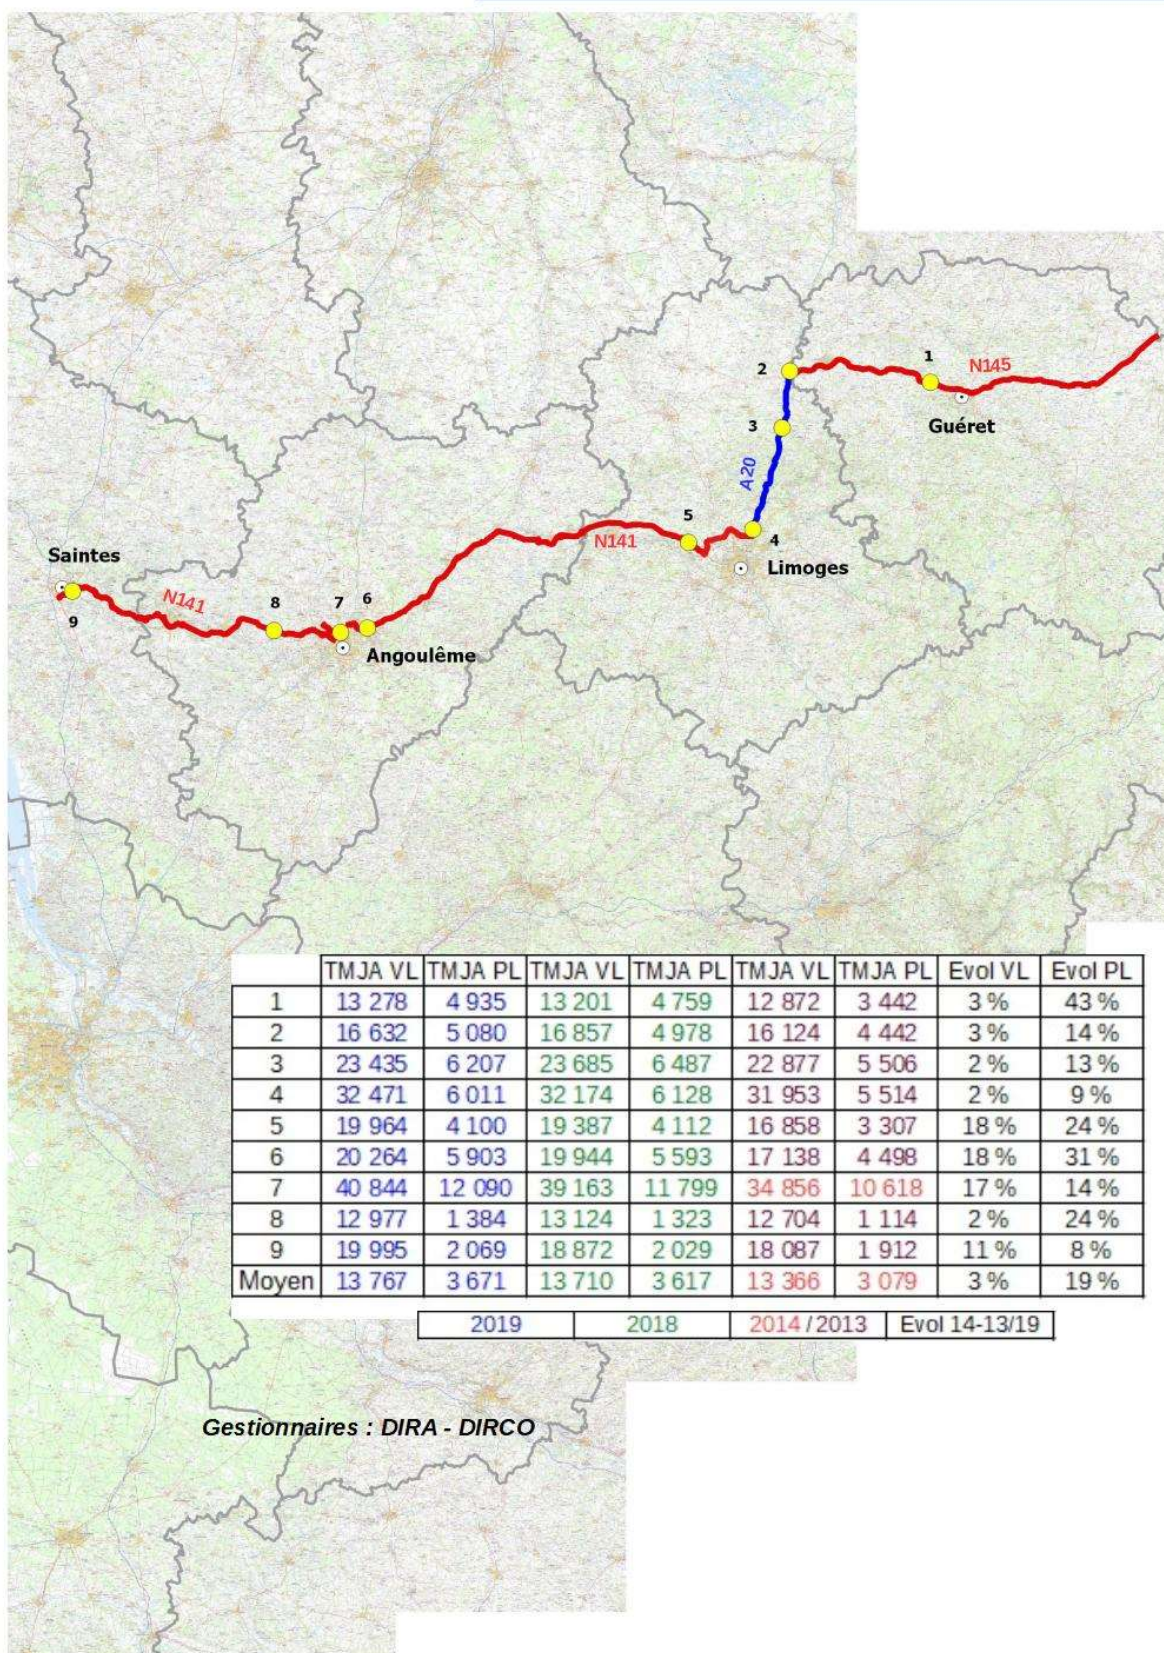 1
N145
2
Guéret
3
A20
5
N141
4
Limoges
Saintes
N141
9
8
7
6
Angoulême
TMJA VL TMJA PL TMJA VL TMJA PL TMJA VL TMJA PL Evol VL Evol PL
1 13 278 4 935 13 201 4 759 12 872 3 442 3 % 43 %
2 16 632 5 080 16 857 4 978 16 124 4 442 3 % 14 %
3 23 435 6 207 23 685 6 487 22 877 5 506 2 % 13 %
4 32 471 6 011 32 174 6 128 31 953 5 514 2 % 9 %
5 19 964 4 100 19 387 4 112 16 858 3 307 18 % 24 %
6 20 264 5 903 19 944 5 593 17 138 4 498 18 % 31 %
7 40 844 12 090 39 163 11 799 34 856 10 618 17 % 14 %
8 12 977 1 384 13 124 1 323 12 704 1 114 2 % 24 %
9 19 995 2 069 18 872 2 029 18 087 1 912 11 % 8 %
Moyen 13 767 3 671 13 710 3 617 13 366 3 079 3 % 19 %
2019 2018 2014 / 2013 Evol 14-13/19
Gestionnaires : DIRA - DIRCO